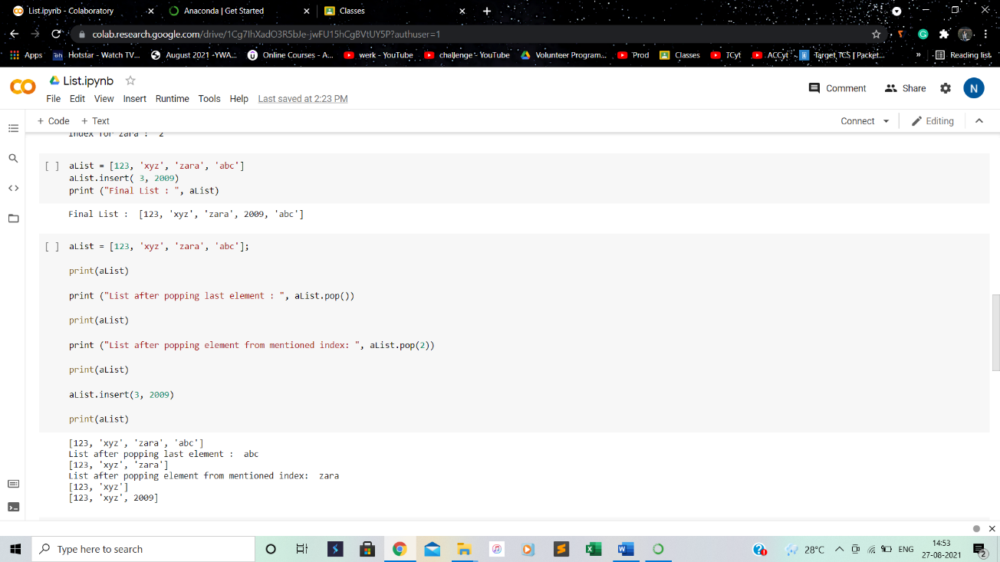 List.ipynb - Colaboratory
Anaconda | Get Started
Classes
colab.research.google.com/drive/1Cg7IhXadO3R5bJe-jwFU15hCgBVtUY5P?authuser=1
Apps
Hotstar - Watch TV...
August 2021 -YWA...
Online Courses - A...
werk - YouTube
challenge - YouTube
Volunteer Program...
Prod
Classes
TCyt
ACCyt
Target TCS | Packet...
»
Reading list
List.ipynb
Comment
Share
N
File Edit View Insert Runtime Tools Help Last saved at 2:23 PM
+ Code + Text
Connect
Editing
index for zara : 2
[ ] aList = [123, 'xyz', 'zara', 'abc']
aList.insert( 3, 2009)
print ("Final List : ", aList)
Final List :  [123, 'xyz', 'zara', 2009, 'abc']
[ ] aList = [123, 'xyz', 'zara', 'abc'];
print(aList)
print ("List after popping last element : ", aList.pop())
print(aList)
print ("List after popping element from mentioned index: ", aList.pop(2))
print(aList)
aList.insert(3, 2009)
print(aList)
[123, 'xyz', 'zara', 'abc']
List after popping last element :  abc
[123, 'xyz', 'zara']
List after popping element from mentioned index:  zara
[123, 'xyz']
[123, 'xyz', 2009]
Type here to search
28°C
ENG
14:53
27-08-2021
2